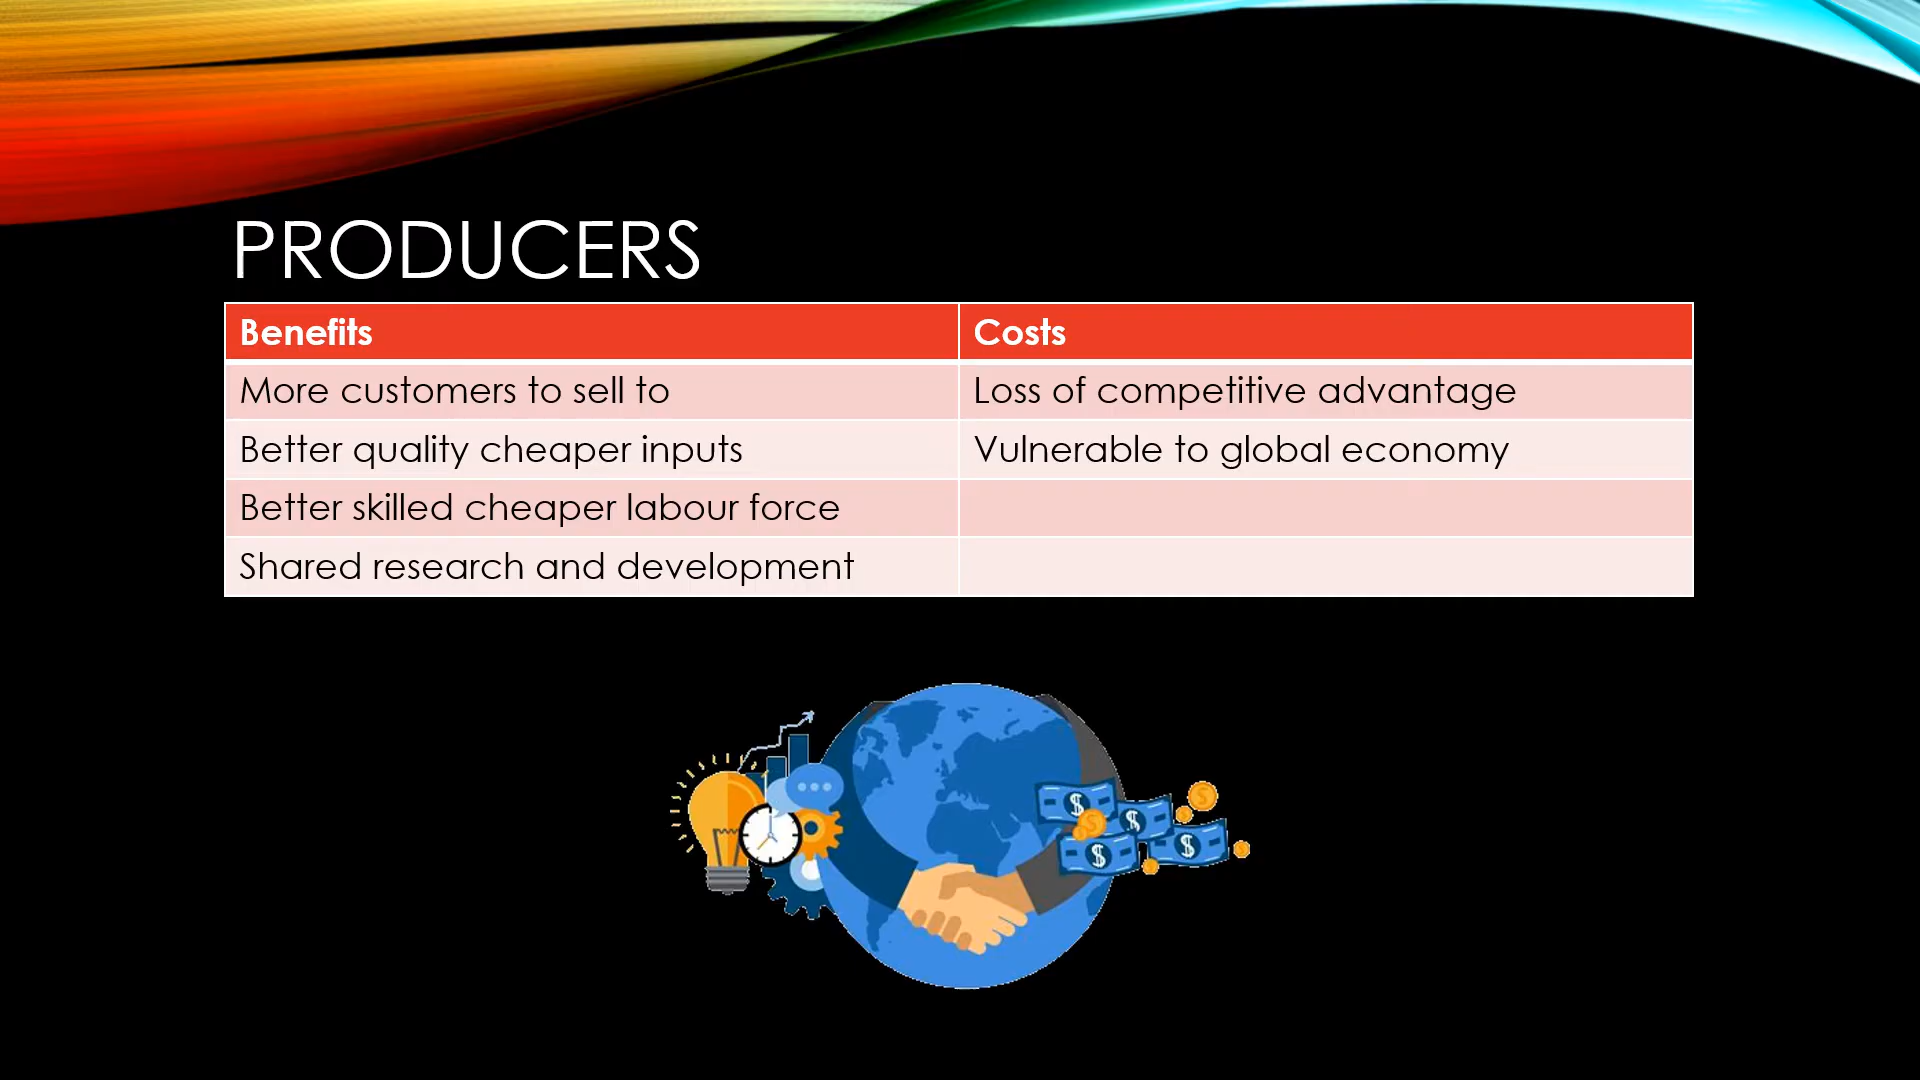 PRODUCERS
Benefits
Costs
More customers to sell to
Loss of competitive advantage
Better quality cheaper inputs
Vulnerable to global economy
Better skilled cheaper labour force
Shared research and development
$ $ $ $